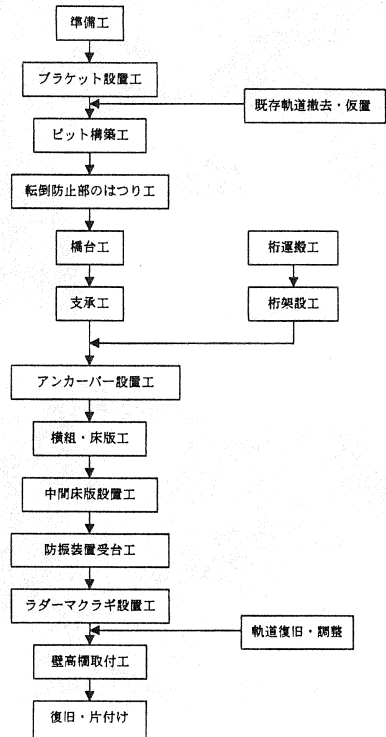 準備工
ブラケット設置工
既存軌道撤去・仮置
ピット構築工
転倒防止部のはつり工
橋台工
桁運搬工
支承工
桁架設工
アンカーバー設置工
横組・床版工
中間床版設置工
防振装置受台工
ラダーマクラギ設置工
軌道復旧・調整
壁高欄取付工
復旧・片付け